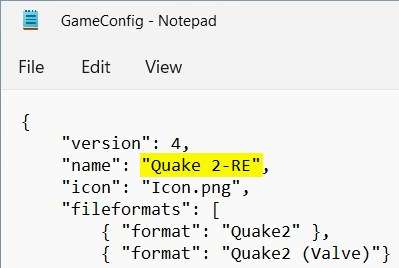 GameConfig - Notepad
File Edit View
{
"version": 4,
"name": "Quake 2-RE",
"icon": "Icon.png",
"fileformats": [
{ "format": "Quake2" },
{ "format": "Quake2 (Valve)"}